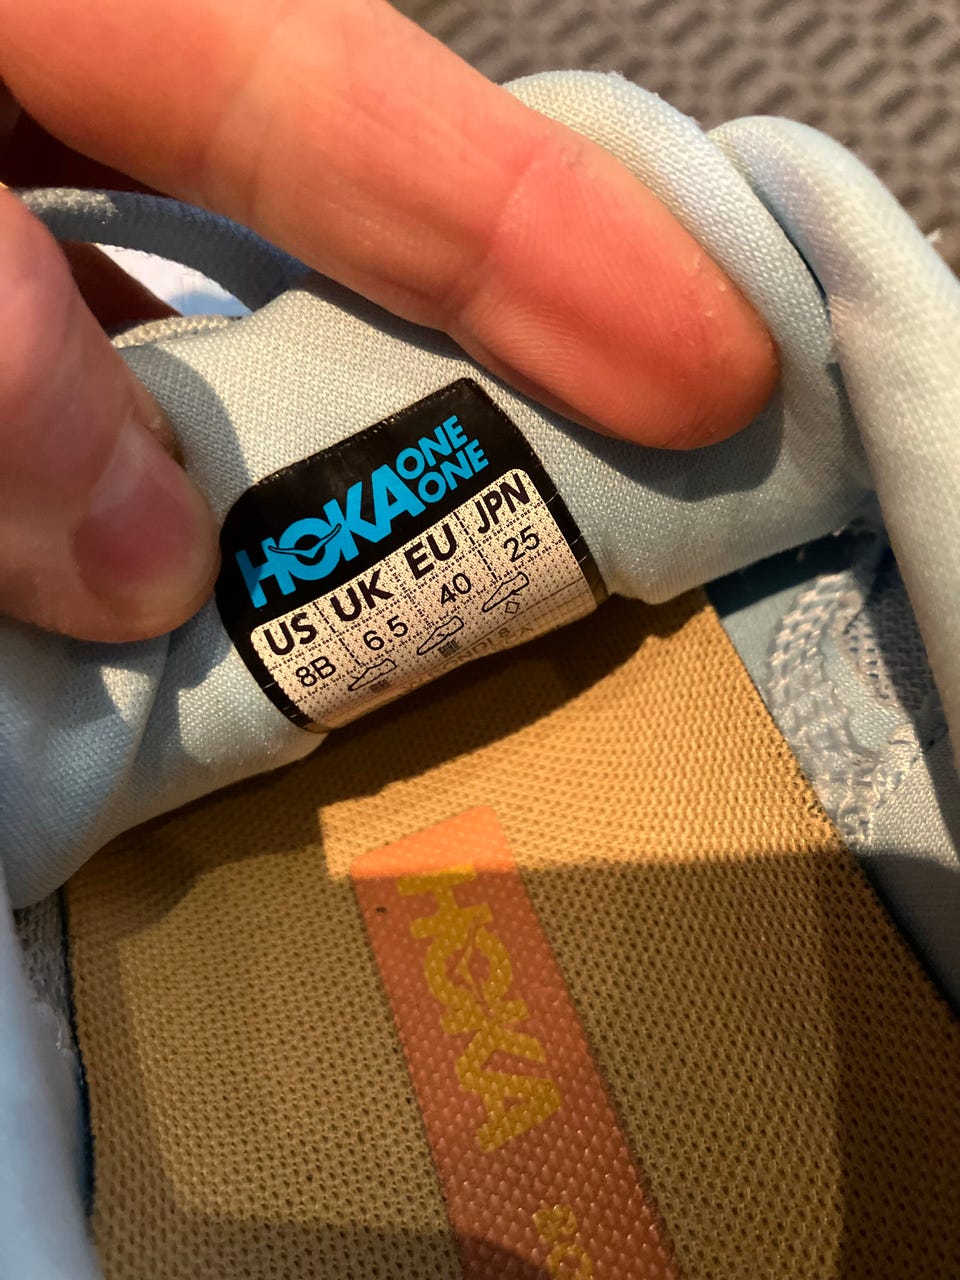 HOKA ONE ONE
US UK EU JPN
8B 6 5 40 25
HOKA